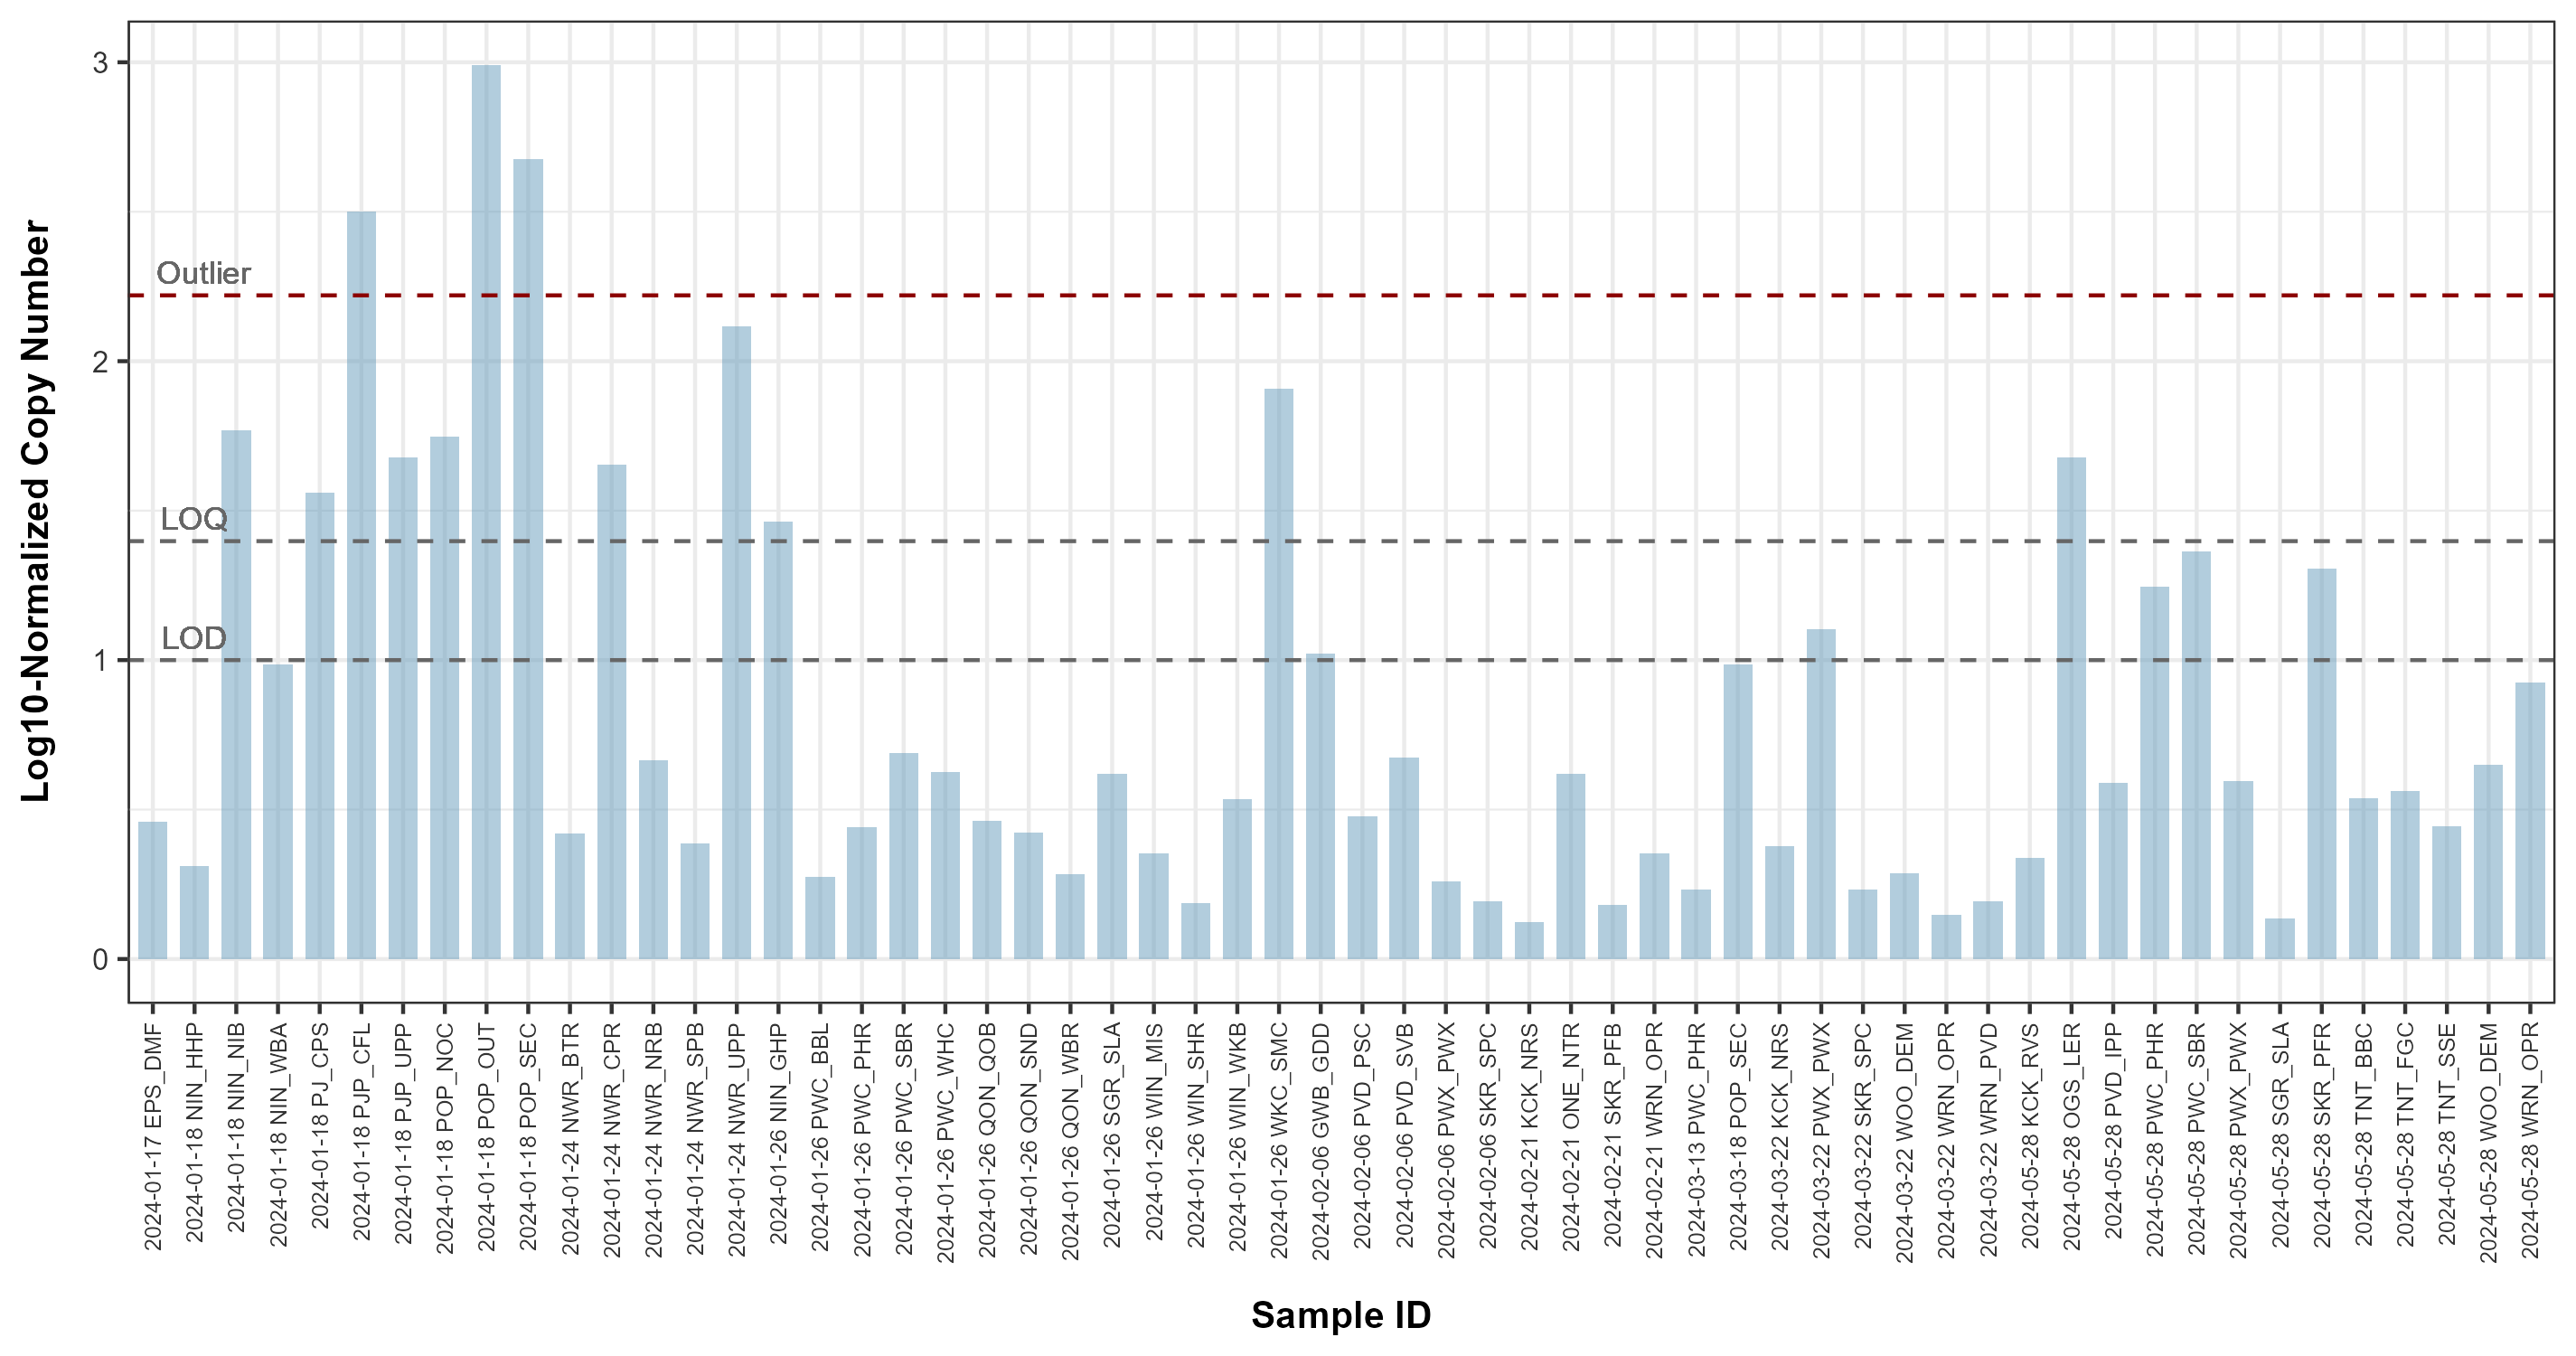 Log10-Normalized Copy Number
3
2
1
0
Outlier
LOQ
LOD
2024-01-17 EPS_DMF
2024-01-18 NIN_HHP
2024-01-18 NIN_NIB
2024-01-18 NIN_WBA
2024-01-18 PJ_CPS
2024-01-18 PJP_CFL
2024-01-18 PJP_UPP
2024-01-18 POP_NOC
2024-01-18 POP_OUT
2024-01-18 POP_SEC
2024-01-24 NWR_BTR
2024-01-24 NWR_CPR
2024-01-24 NWR_NRB
2024-01-24 NWR_SPB
2024-01-24 NWR_UPP
2024-01-26 NIN_GHP
2024-01-26 PWC_BBL
2024-01-26 PWC_PHR
2024-01-26 PWC_SBR
2024-01-26 PWC_WHC
2024-01-26 QON_QOB
2024-01-26 QON_SND
2024-01-26 QON_WBR
2024-01-26 SGR_SLA
2024-01-26 WIN_MIS
2024-01-26 WIN_SHR
2024-01-26 WIN_WKB
2024-01-26 WKC_SMC
2024-02-06 GWB_GDD
2024-02-06 PVD_PSC
2024-02-06 PVD_SVB
2024-02-06 PWX_PWX
2024-02-06 SKR_SPC
2024-02-21 KCK_NRS
2024-02-21 ONE_NTR
2024-02-21 SKR_PFB
2024-02-21 WRN_OPR
2024-03-13 PWC_PHR
2024-03-18 POP_SEC
2024-03-22 KCK_NRS
2024-03-22 PWX_PWX
2024-03-22 SKR_SPC
2024-03-22 WOO_DEM
2024-03-22 WRN_OPR
2024-03-22 WRN_PVD
2024-05-28 KCK_RVS
2024-05-28 OGS_LER
2024-05-28 PVD_IPP
2024-05-28 PWC_PHR
2024-05-28 PWC_SBR
2024-05-28 PWX_PWX
2024-05-28 SGR_SLA
2024-05-28 SKR_PFR
2024-05-28 TNT_BBC
2024-05-28 TNT_FGC
2024-05-28 TNT_SSE
2024-05-28 WOO_DEM
2024-05-28 WRN_OPR
Sample ID